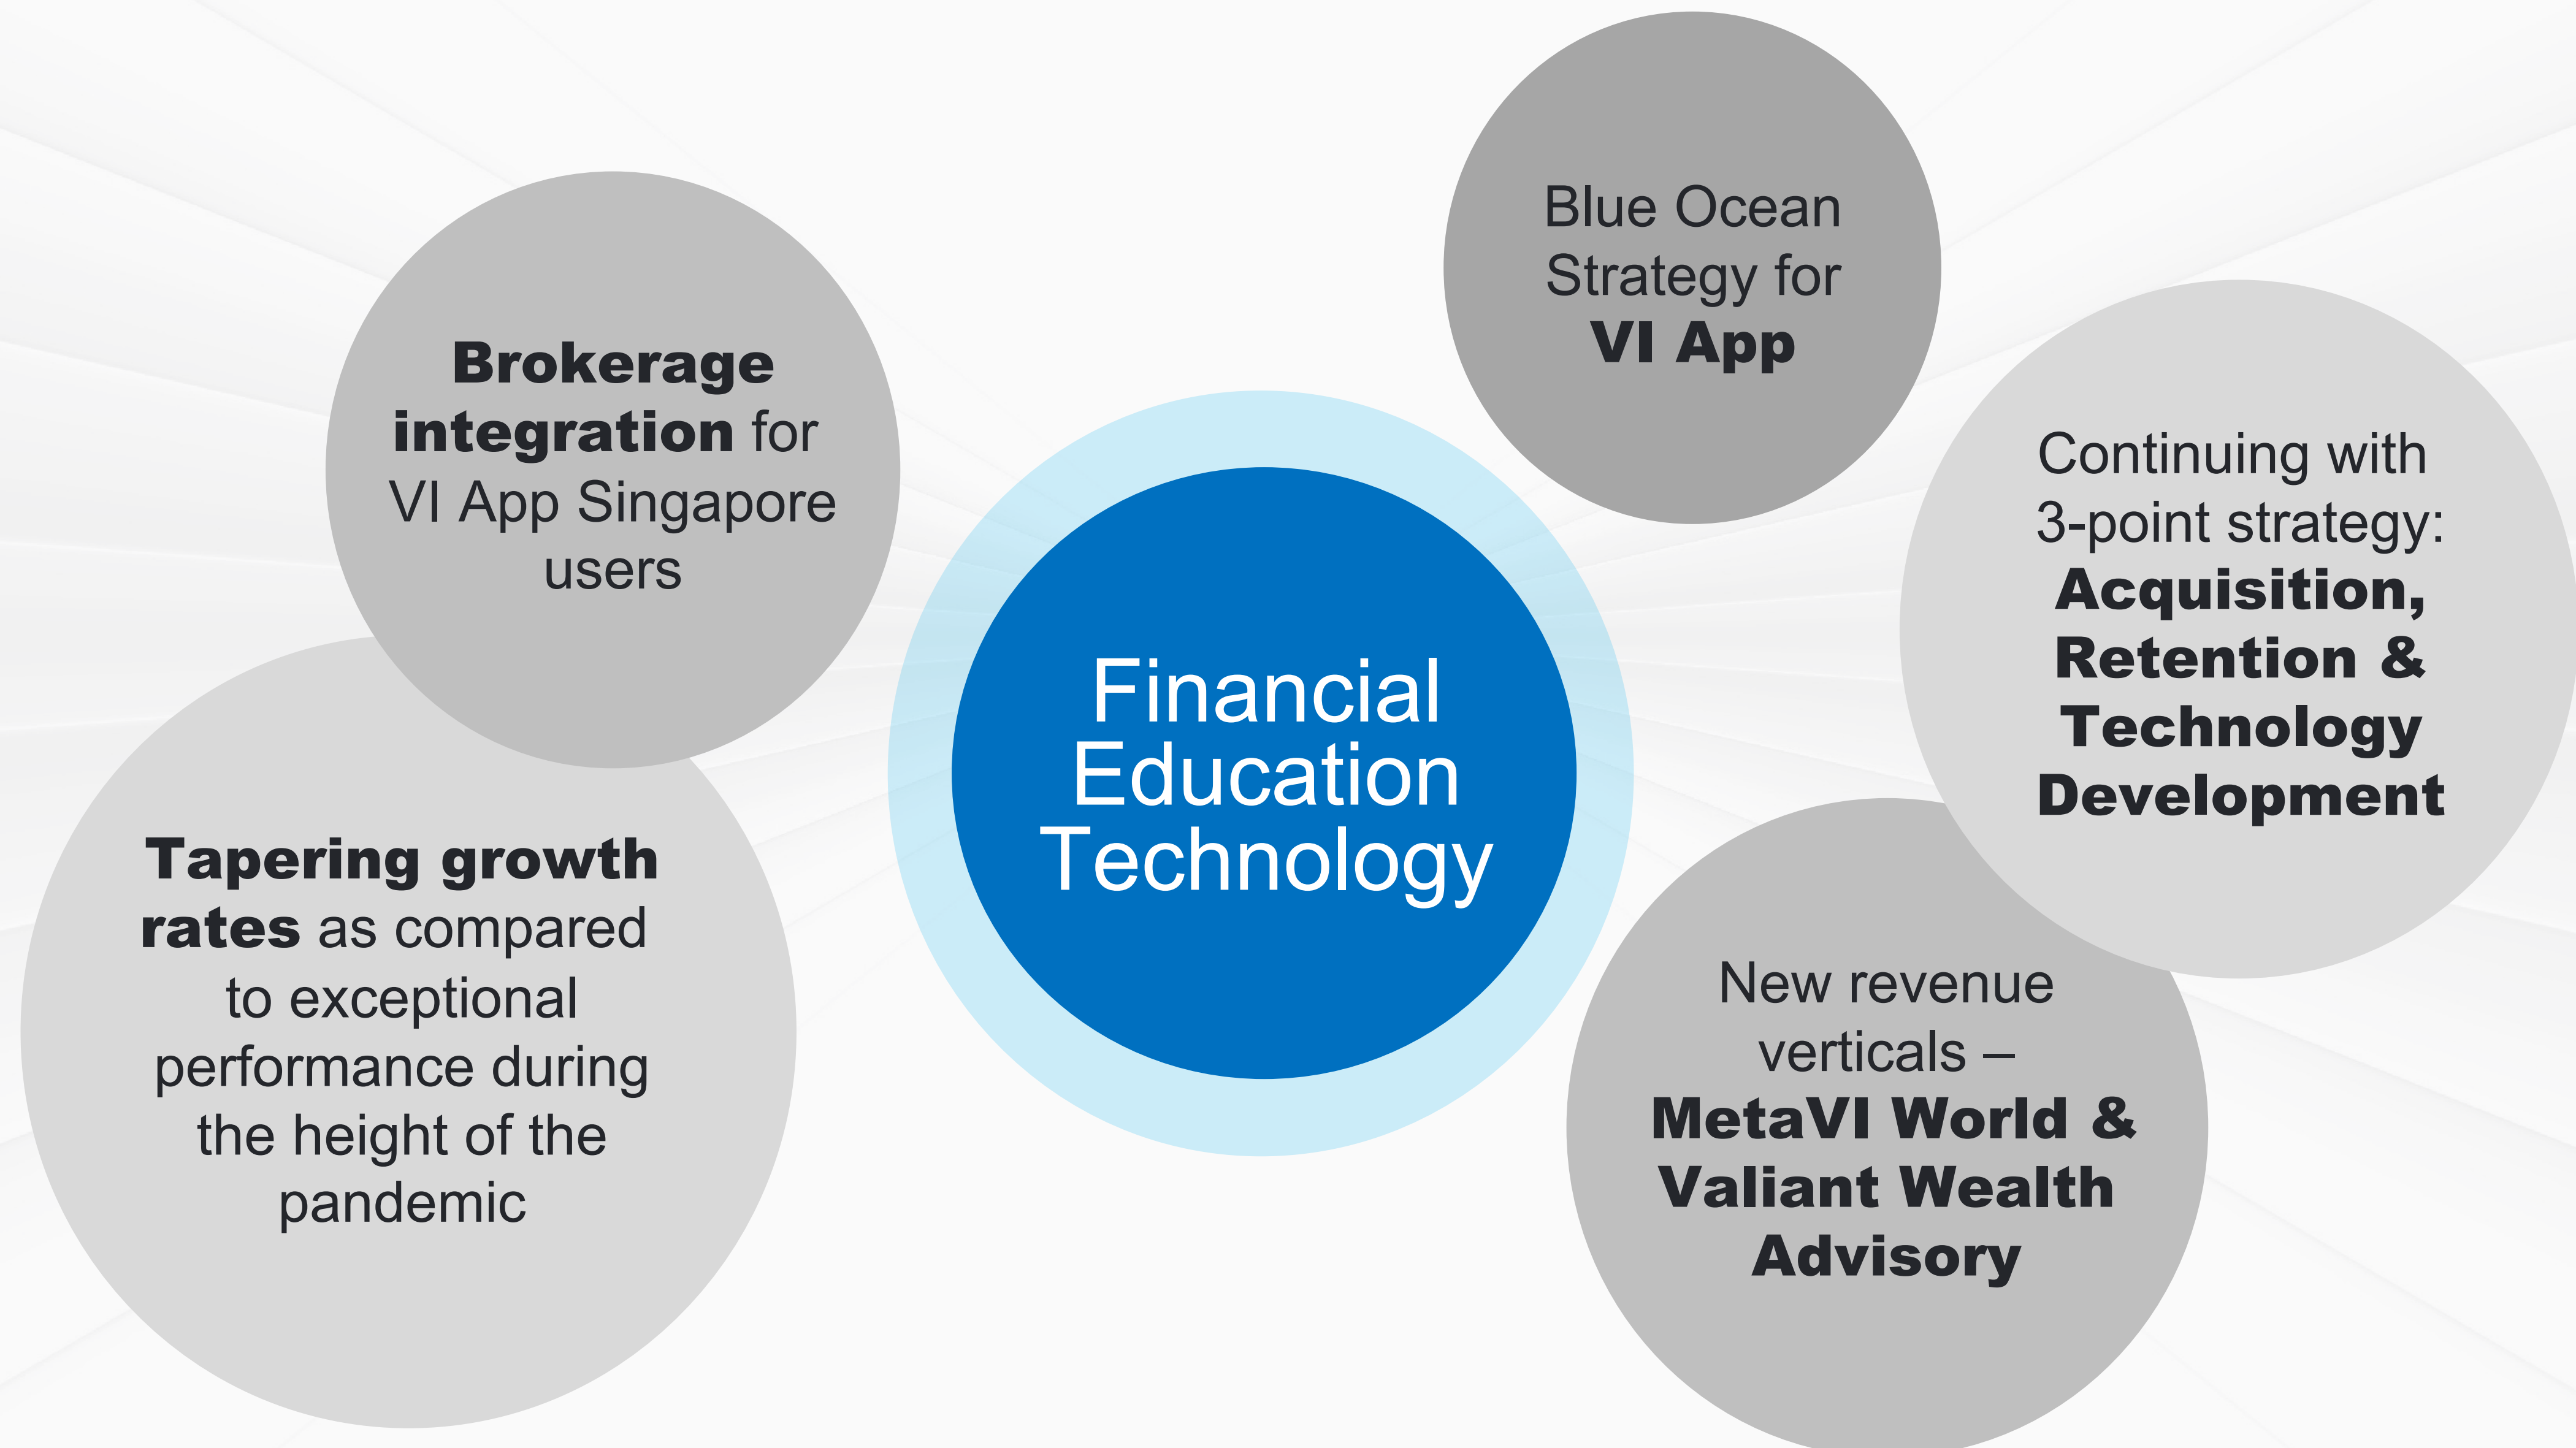 Brokerage
integration for
VI App Singapore
users
Tapering growth
rates as compared
to exceptional
performance during
the height of the
pandemic
Financial
Education
Technology
Blue Ocean
Strategy for
VI App
Continuing with
3-point strategy:
Acquisition,
Retention &
Technology
Development
New revenue
verticals –
MetaVI World &
Valiant Wealth
Advisory